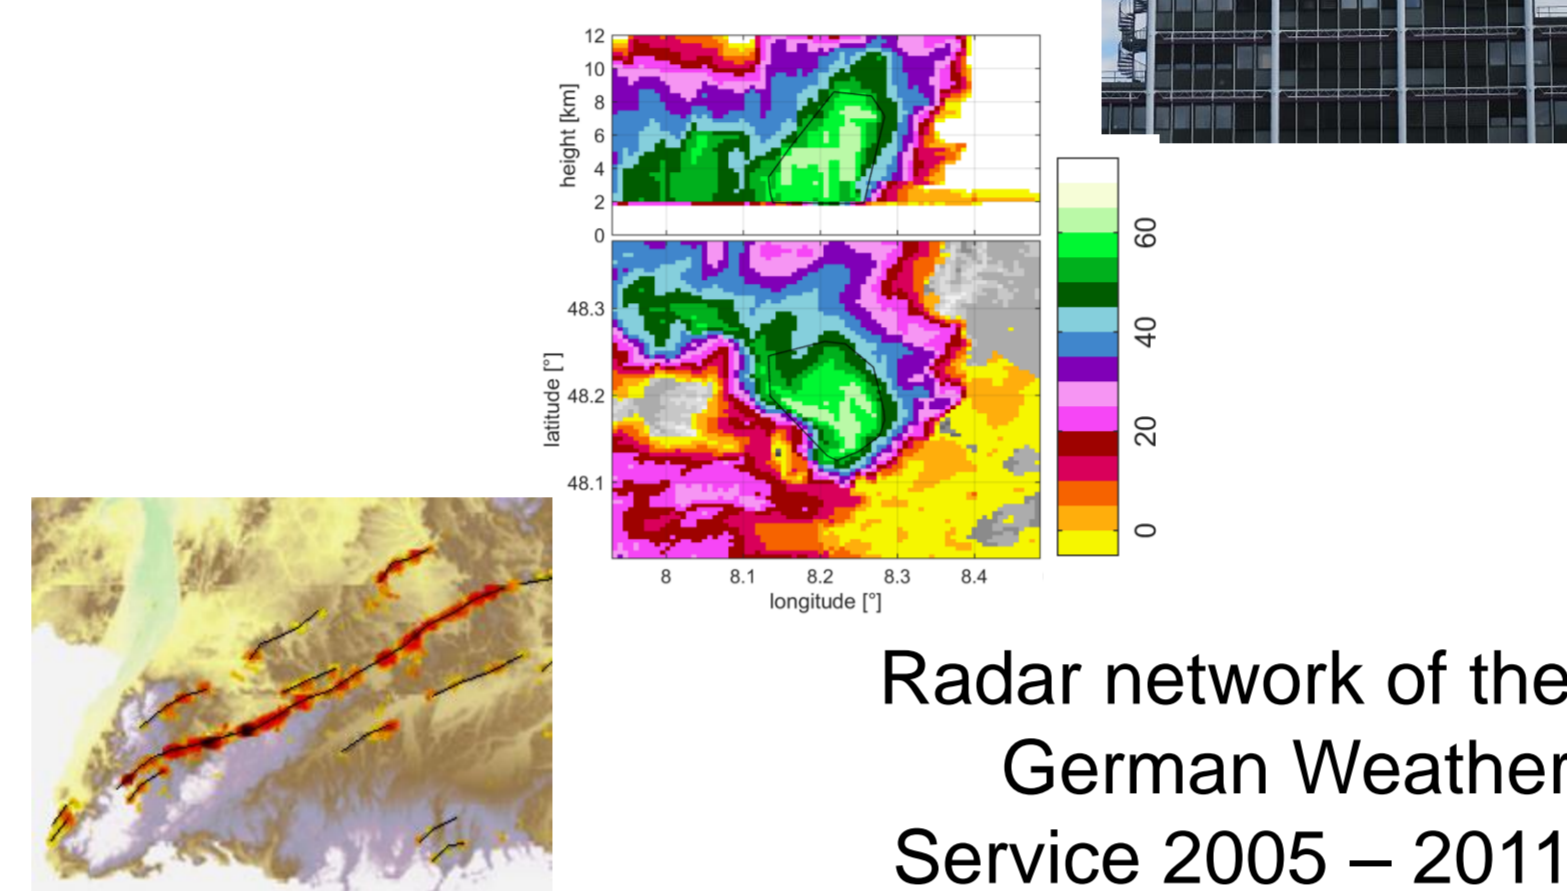 12
10
8
6
4
2
0
height [km]
48.3
48.2
48.1
latitude [°]
8 8.1 8.2 8.3 8.4
longitude [°]
60
40
20
0
Radar network of the
German Weather
Service 2005 – 2011